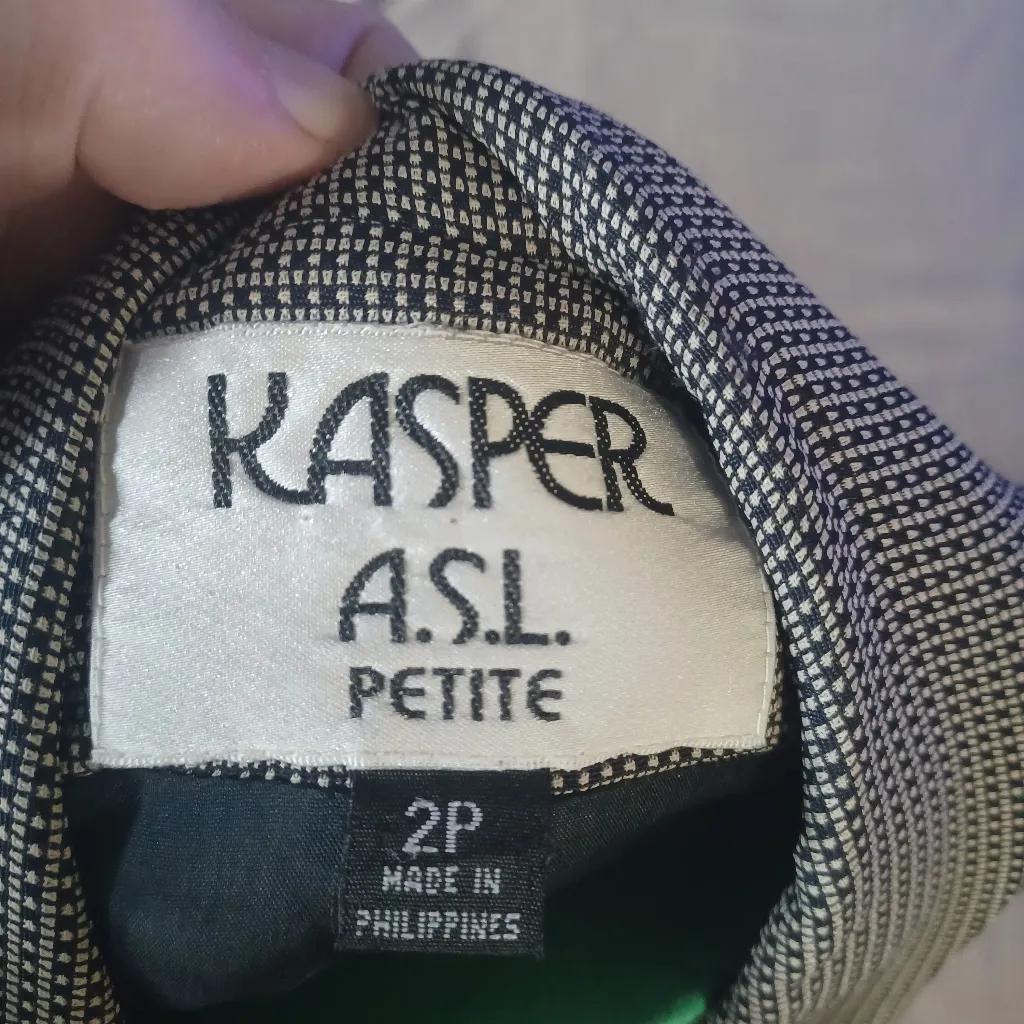 KASPER
A.S.L.
PETITE
2P
MADE IN
PHILIPPINES